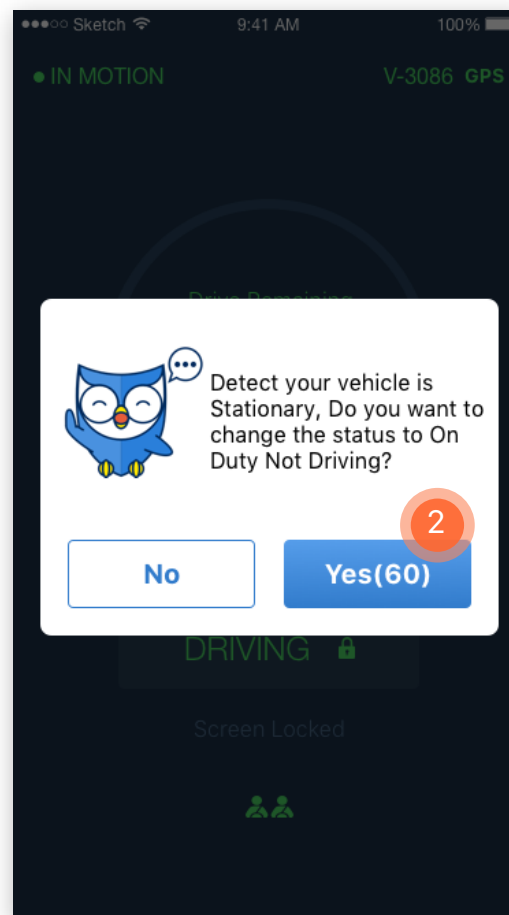 Sketch 9:41 AM 100%
IN MOTION V-3086 GPS
Drive Remaining
Detect your vehicle is
Stationary, Do you want to
change the status to On
Duty Not Driving?
2
No Yes(60)
DRIVING
Screen Locked